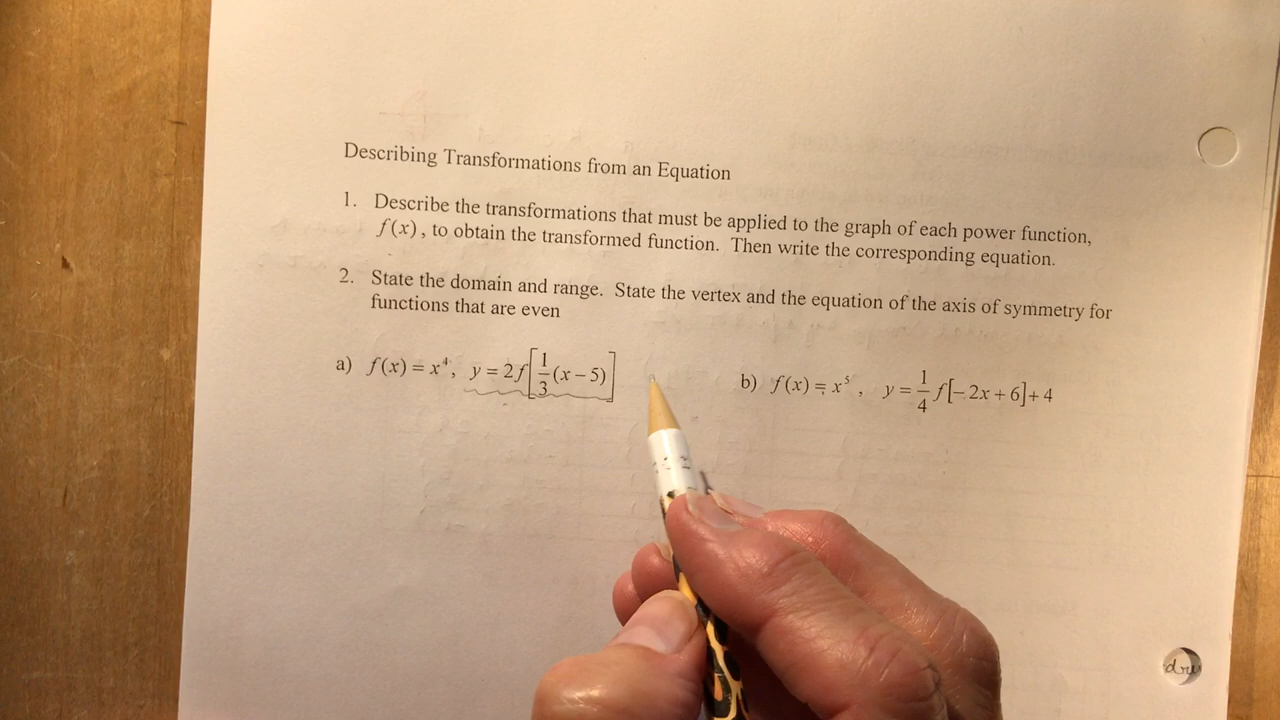 Describing Transformations from an Equation
1. Describe the transformations that must be applied to the graph of each power function,
f(x), to obtain the transformed function. Then write the corresponding equation.
2. State the domain and range. State the vertex and the equation of the axis of symmetry for
functions that are even
a) f(x) = x⁴, y = 2f[1/3(x − 5)] b) f(x) = x⁵, y = 1/4 f[− 2x + 6] + 4